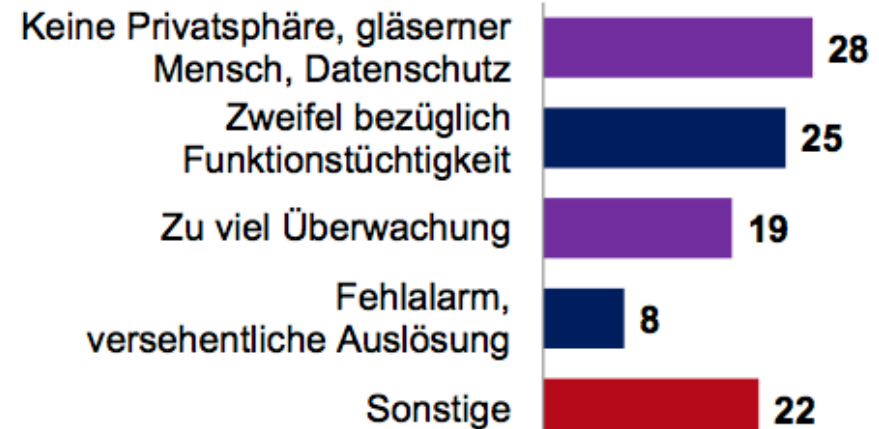 Keine Privatsphäre, gläserner
Mensch, Datenschutz
28
Zweifel bezüglich
Funktionstüchtigkeit
25
Zu viel Überwachung
19
Fehlalarm,
versehentliche Auslösung
8
Sonstige
22